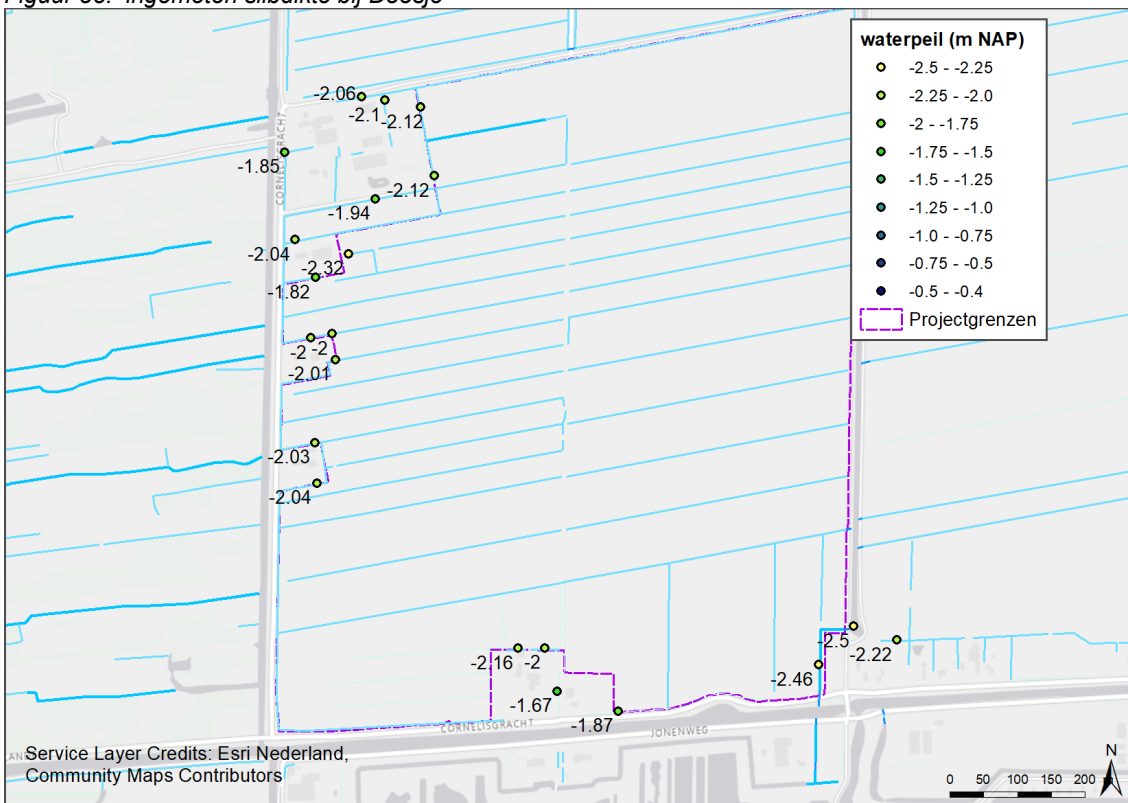 waterpeil (m NAP)
-2.5 - -2.25
-2.25 - -2.0
-2 - -1.75
-1.75 - -1.5
-1.5 - -1.25
-1.25 - -1.0
-1.0 - -0.75
-0.75 - -0.5
-0.5 - -0.4
Projectgrenzen
-2.06
-2.1
-2.12
CORNELISGRACHT
-1.85
-2.12
-1.94
-2.04
-2.32
-1.82
-2
-2
-2.01
-2.03
-2.04
-2.5
-2.22
-2.16
-2
-2.46
-1.67
-1.87
CORNELISGRACHT
JONENWEG
Service Layer Credits: Esri Nederland,
Community Maps Contributors
N
0 50 100 150 200